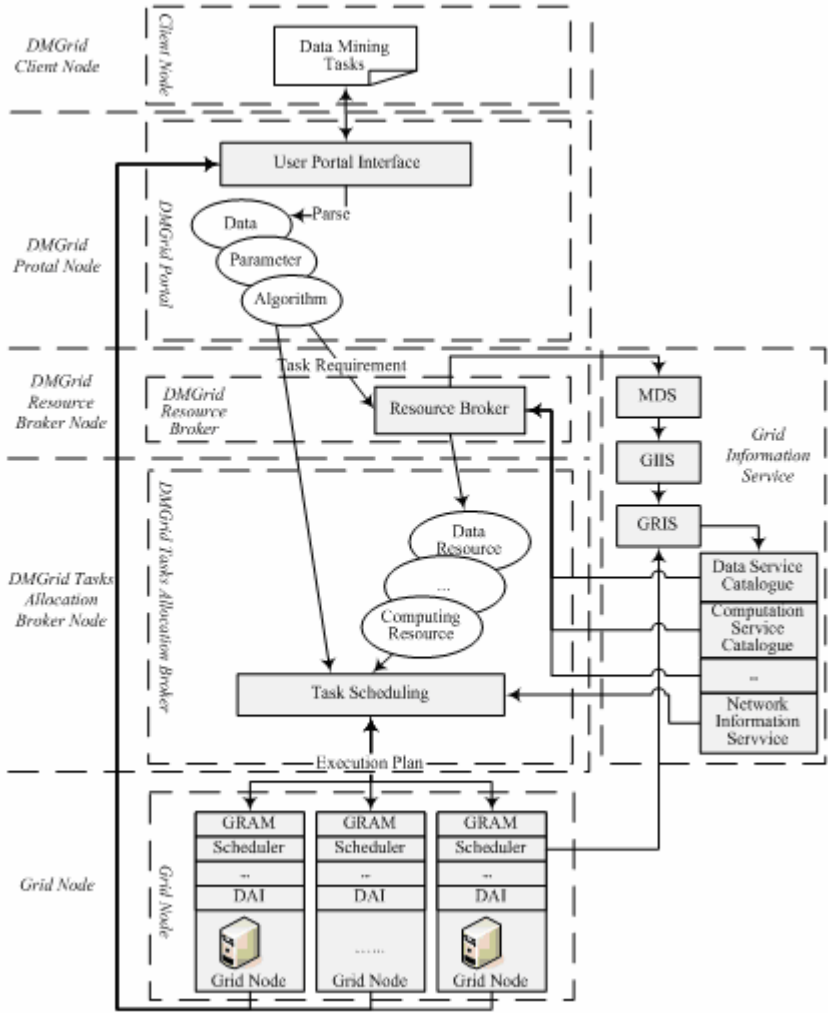 DMGrid
Client Node
Client Node
Data Mining
Tasks
DMGrid
Protal Node
DMGrid Portal
User Portal Interface
Parse
Data
Parameter
Algorithm
Task Requirement
DMGrid
Resource
Broker Node
DMGrid
Resource
Broker
Resource Broker
MDS
GIIS
GRIS
Grid
Information
Service
Data Service
Catalogue
Computation
Service
Catalogue
...
Network
Information
Servvice
DMGrid Tasks
Allocation
Broker Node
DMGrid Tasks Allocation Broker
Data
Resource
...
Computing
Resource
Task Scheduling
Execution Plan
Grid Node
Grid Node
GRAM
Scheduler
...
DAI
Grid Node
GRAM
Scheduler
...
DAI
......
Grid Node
GRAM
Scheduler
...
DAI
Grid Node